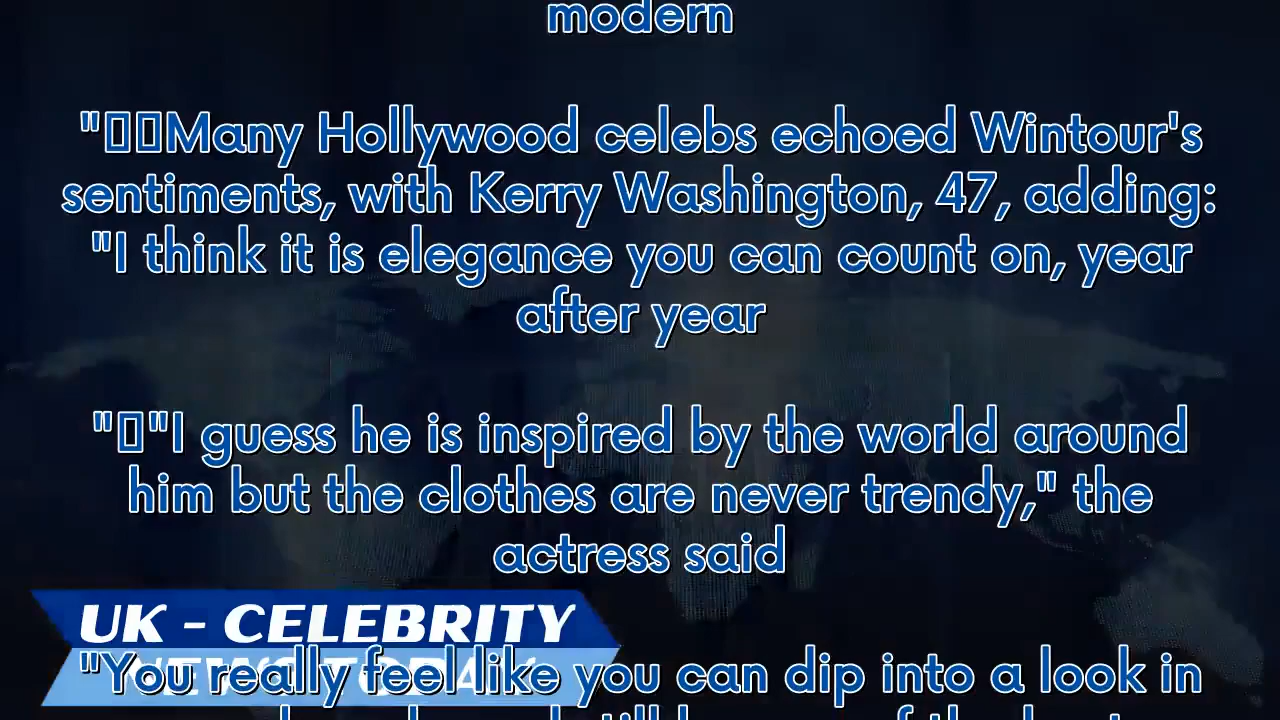 modern
"▯▯Many Hollywood celebs echoed Wintour's
sentiments, with Kerry Washington, 47, adding:
"I think it is elegance you can count on, year
after year
"▯"I guess he is inspired by the world around
him but the clothes are never trendy," the
actress said
UK - CELEBRITY
NEWS TODAY
"You really feel like you can dip into a look in